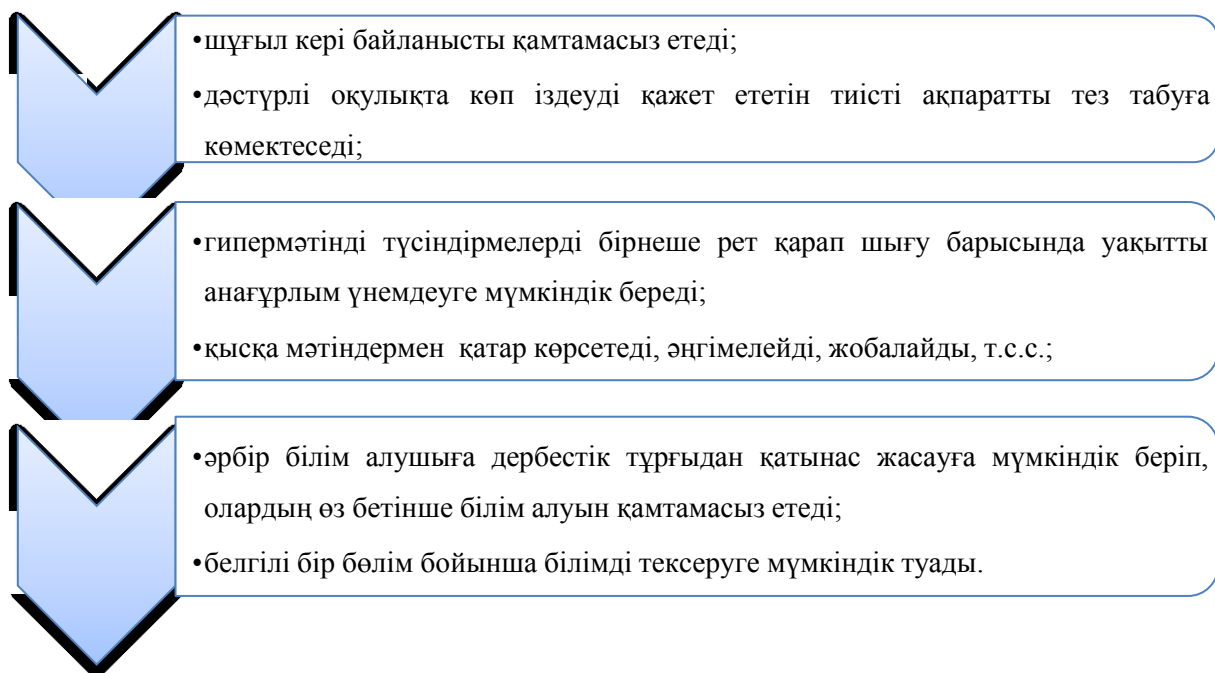 •шұғыл кері байланысты қамтамасыз етеді;
•дәстүрлі оқулықта көп іздеуді қажет ететін тиісті ақпаратты тез табуға
көмектеседі;
•гипермәтінді түсіндірмелерді бірнеше рет қарап шығу барысында уақытты
анағұрлым үнемдеуге мүмкіндік береді;
•қысқа мәтіндермен қатар көрсетеді, әңгімелейді, жобалайды, т.с.с.;
•әрбір білім алушыға дербестік тұрғыдан қатынас жасауға мүмкіндік беріп,
олардың өз бетінше білім алуын қамтамасыз етеді;
•белгілі бір бөлім бойынша білімді тексеруге мүмкіндік туады.